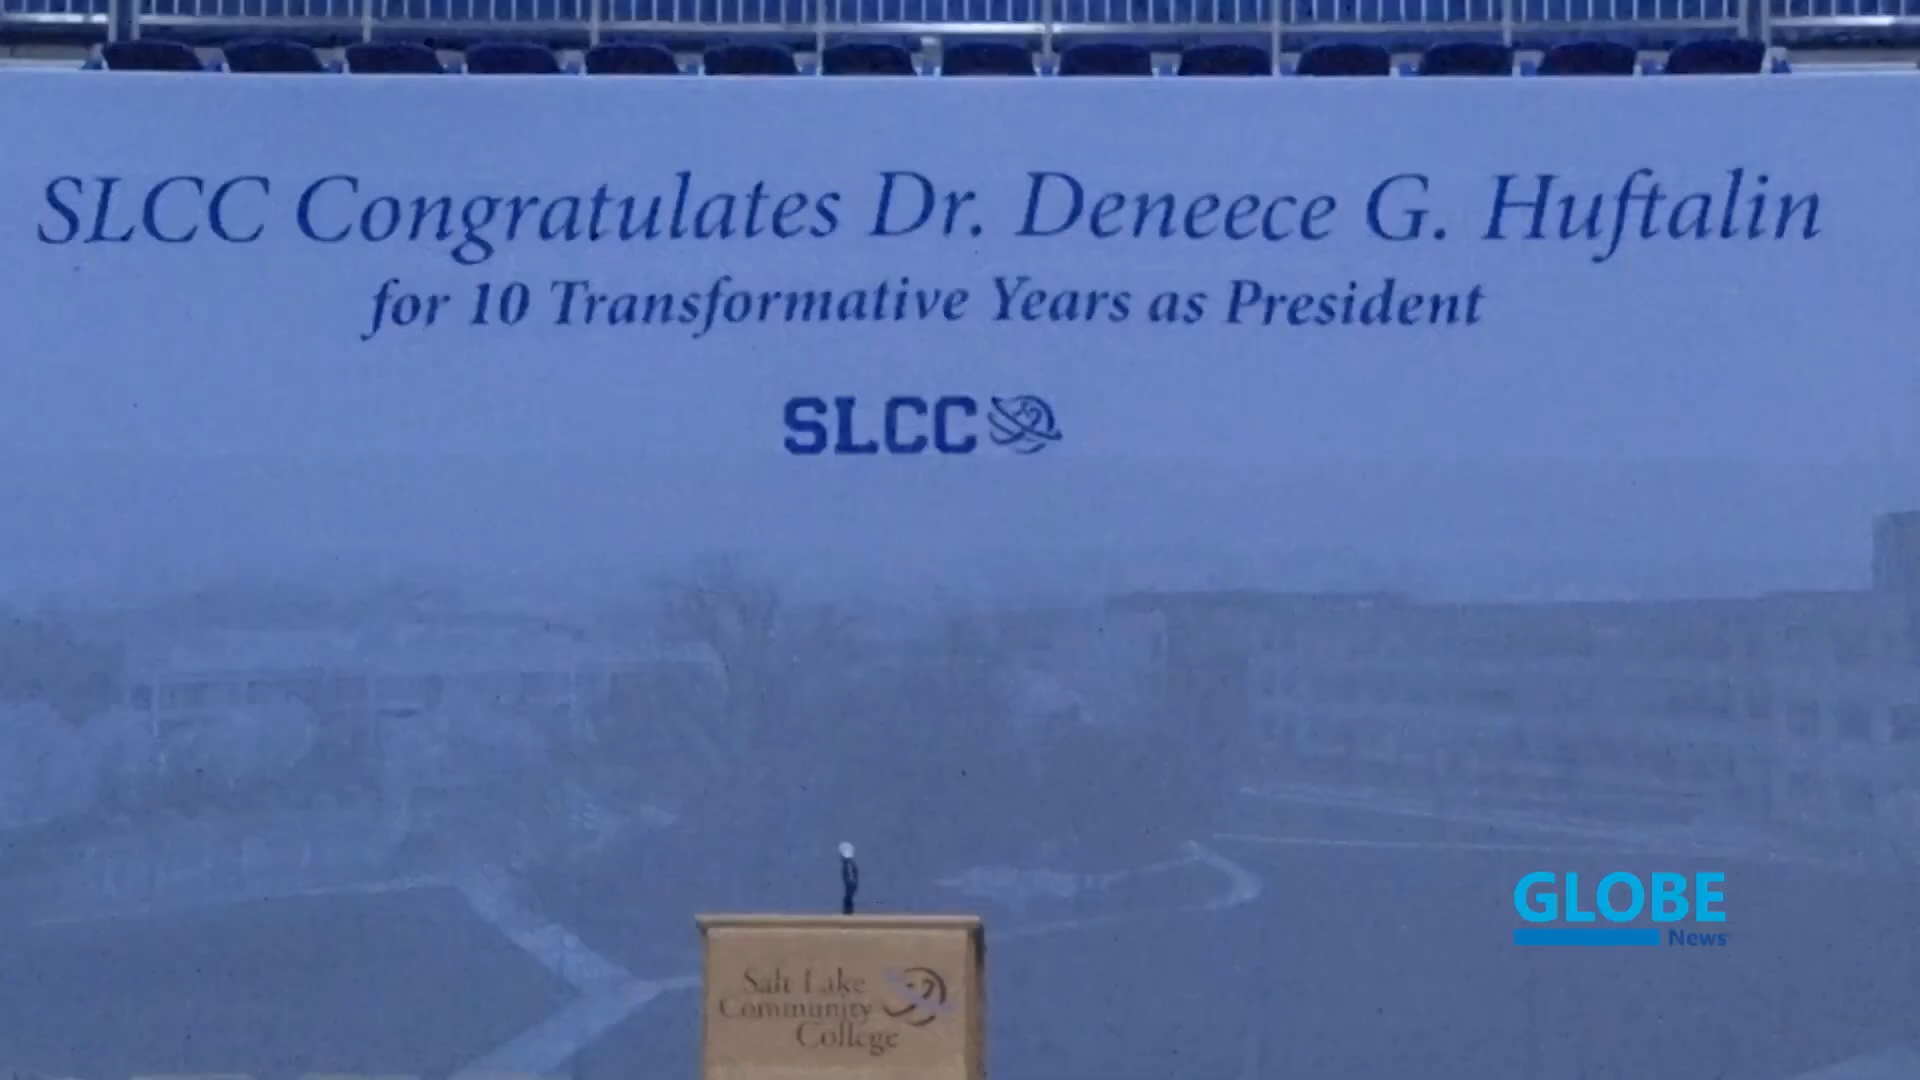 SLCC Congratulates Dr. Deneece G. Huftalin
for 10 Transformative Years as President
SLCC
Salt Lake
Community
College
GLOBE
News